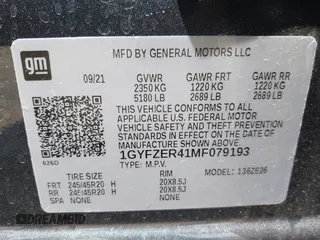 gm
MFD BY GENERAL MOTORS LLC
09/21 GVWR GAWR FRT GAWR RR
2350 KG 1220 KG 1220 KG
5180 LB 2689 LB 2689 LB
THIS VEHICLE CONFORMS TO ALL
APPLICABLE U.S. FEDERAL MOTOR
VEHICLE SAFETY, BUMPER, AND THEFT
PREVENTION STANDARDS IN EFFECT ON
THE DATE OF MANUFACTURE SHOWN ABOVE.
1GYFZER41MF079193
TYPE: M.P.V. MODEL: 136ZE26
TIRE SIZE RIM
FRT 245/45R20 H 20X8.5J
RR 245/45R20 H 20X8.5J
SPA NONE NONE
DREAMBID